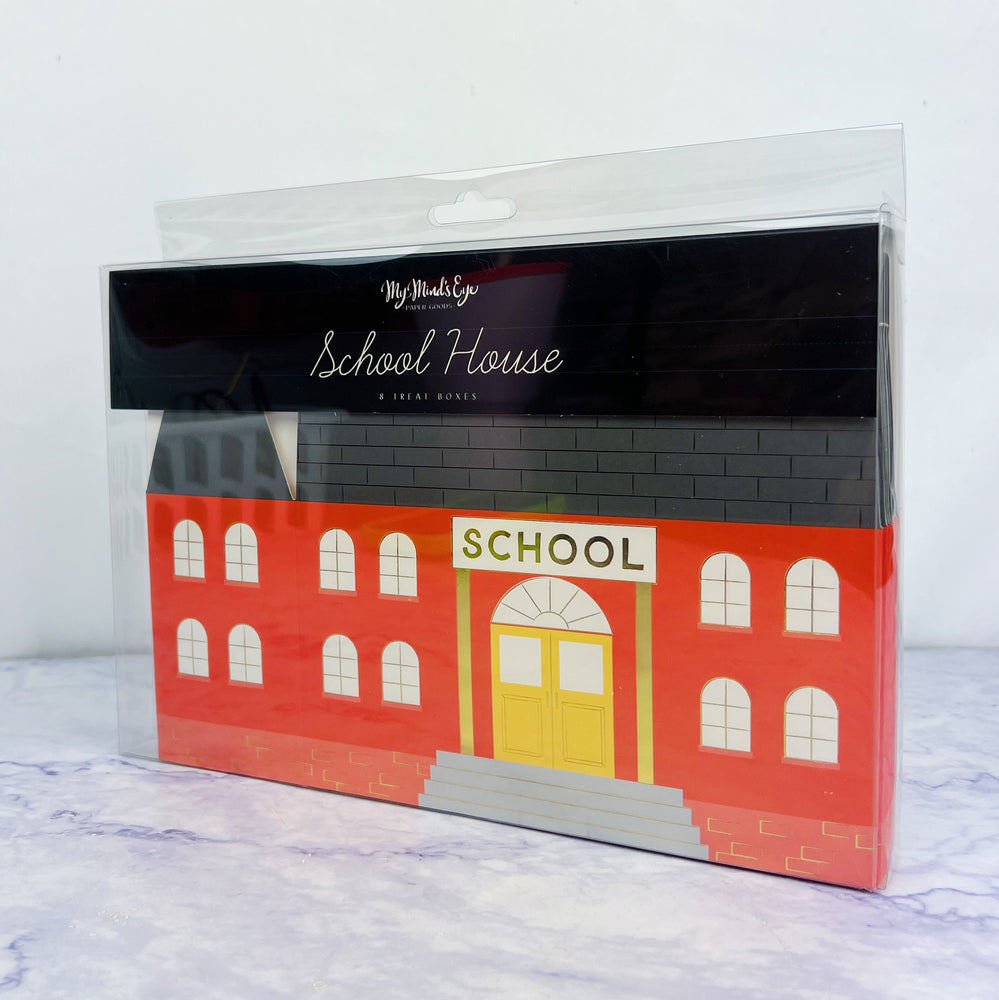 My Mind's Eye
·PAPER GOODS·
School House
8 TREAT BOXES
SCHOOL